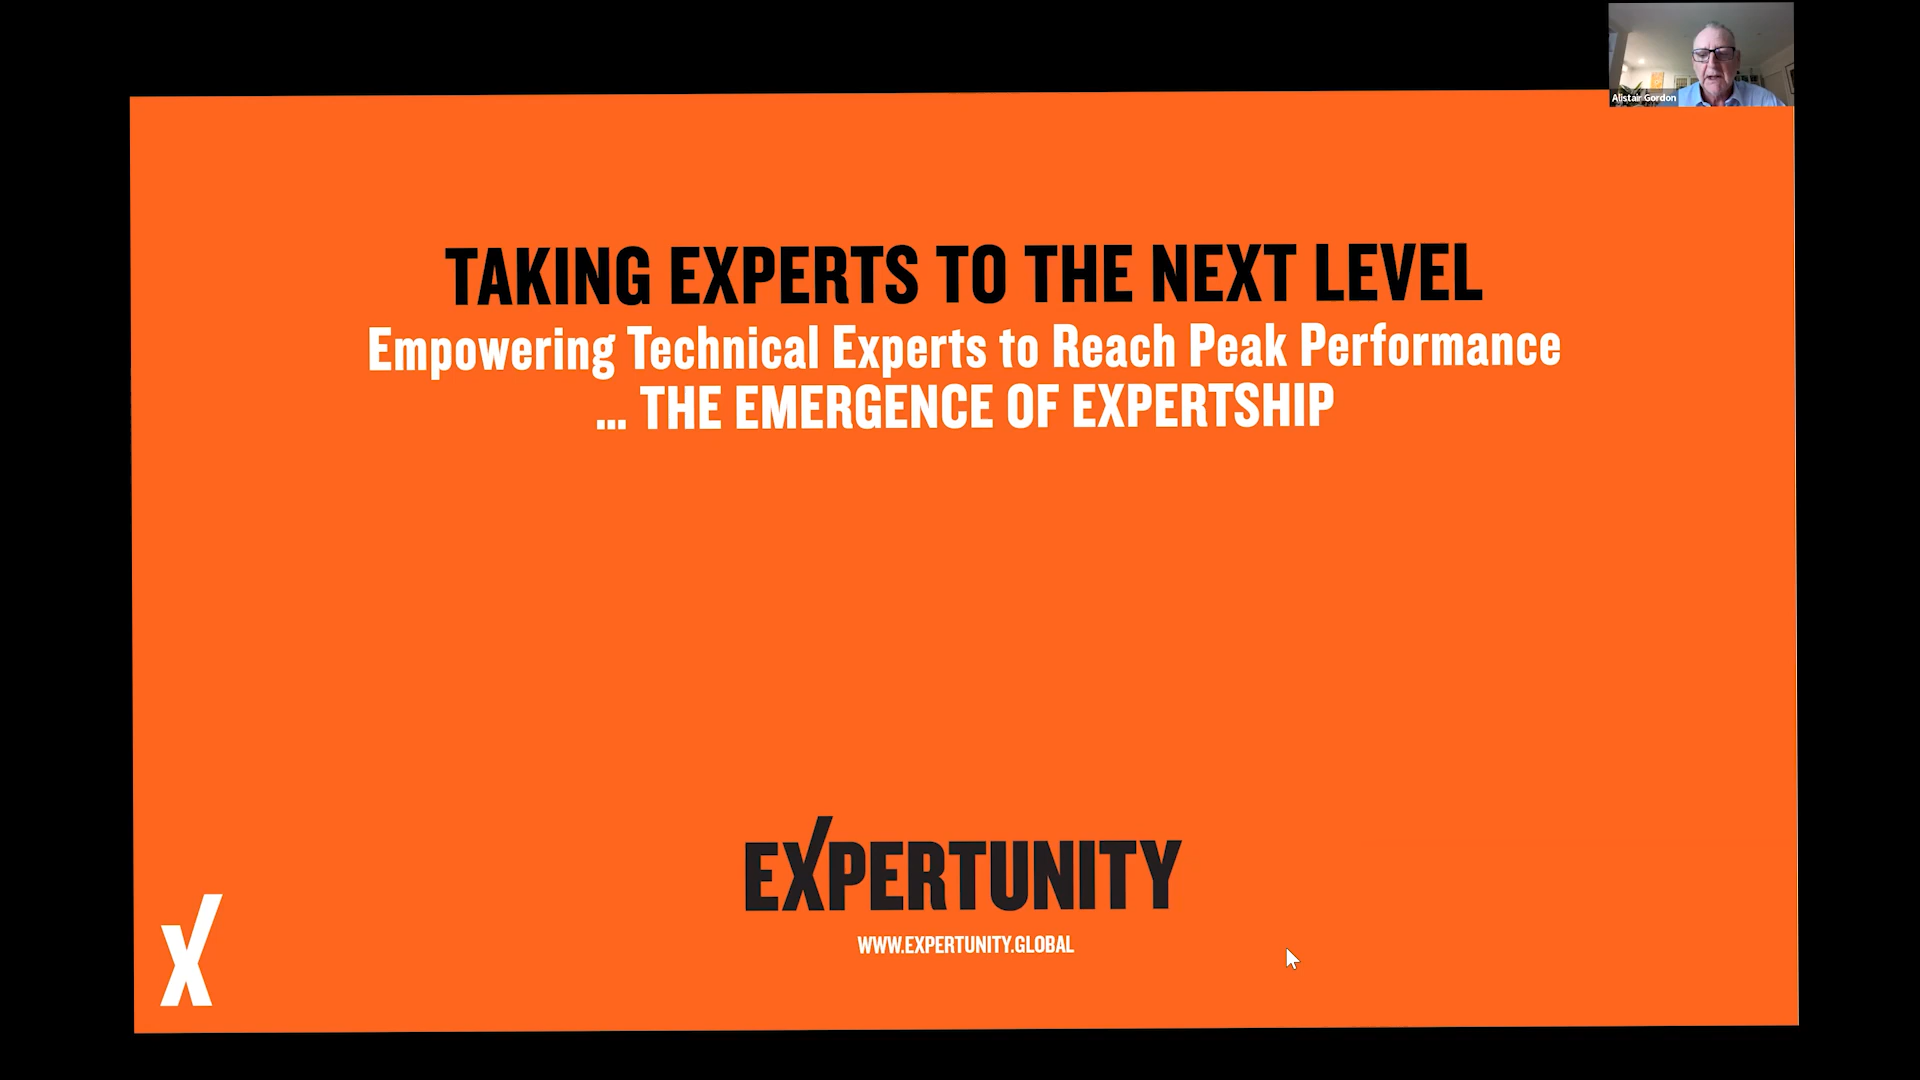 Alistair Gordon
TAKING EXPERTS TO THE NEXT LEVEL
Empowering Technical Experts to Reach Peak Performance
... THE EMERGENCE OF EXPERTSHIP
EXPERTUNITY
WWW.EXPERTUNITY.GLOBAL
X